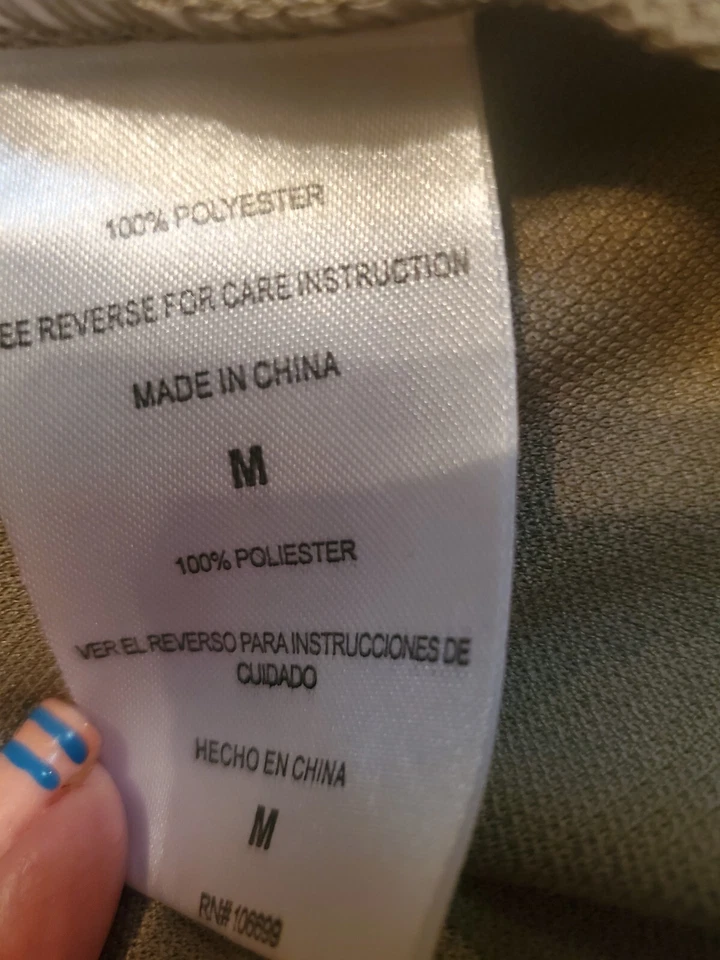 100% POLYESTER
EE REVERSE FOR CARE INSTRUCTION
MADE IN CHINA
M
100% POLIESTER
VER EL REVERSO PARA INSTRUCCIONES DE
CUIDADO
HECHO EN CHINA
M
RN# 106699